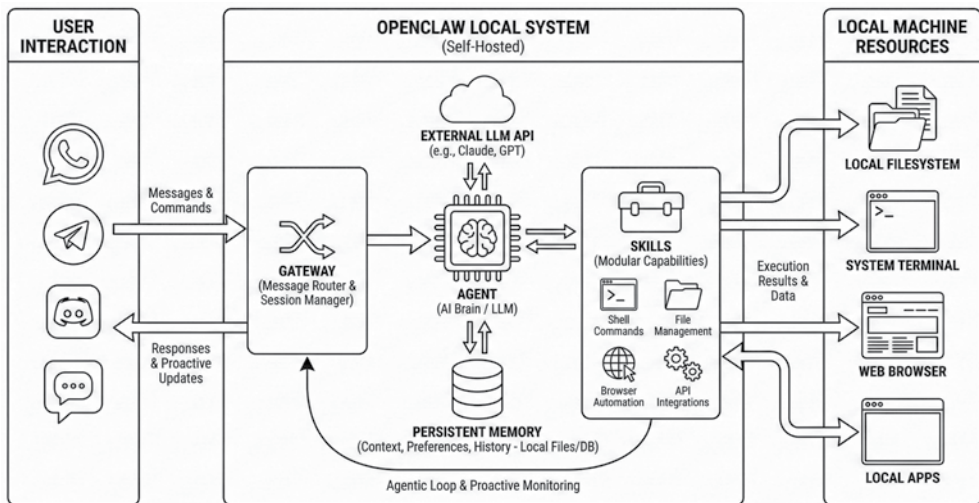 USER
INTERACTION
Messages &
Commands
Responses
& Proactive
Updates
OPENCLAW LOCAL SYSTEM
(Self-Hosted)
EXTERNAL LLM API
(e.g., Claude, GPT)
GATEWAY
(Message Router &
Session Manager)
AGENT
(AI Brain / LLM)
PERSISTENT MEMORY
(Context, Preferences, History - Local Files/DB)
Agentic Loop & Proactive Monitoring
SKILLS
(Modular Capabilities)
>_
Shell
Commands
File
Management
Browser
Automation
API
Integrations
Execution
Results &
Data
LOCAL MACHINE
RESOURCES
LOCAL FILESYSTEM
>_
SYSTEM TERMINAL
WEB BROWSER
LOCAL APPS